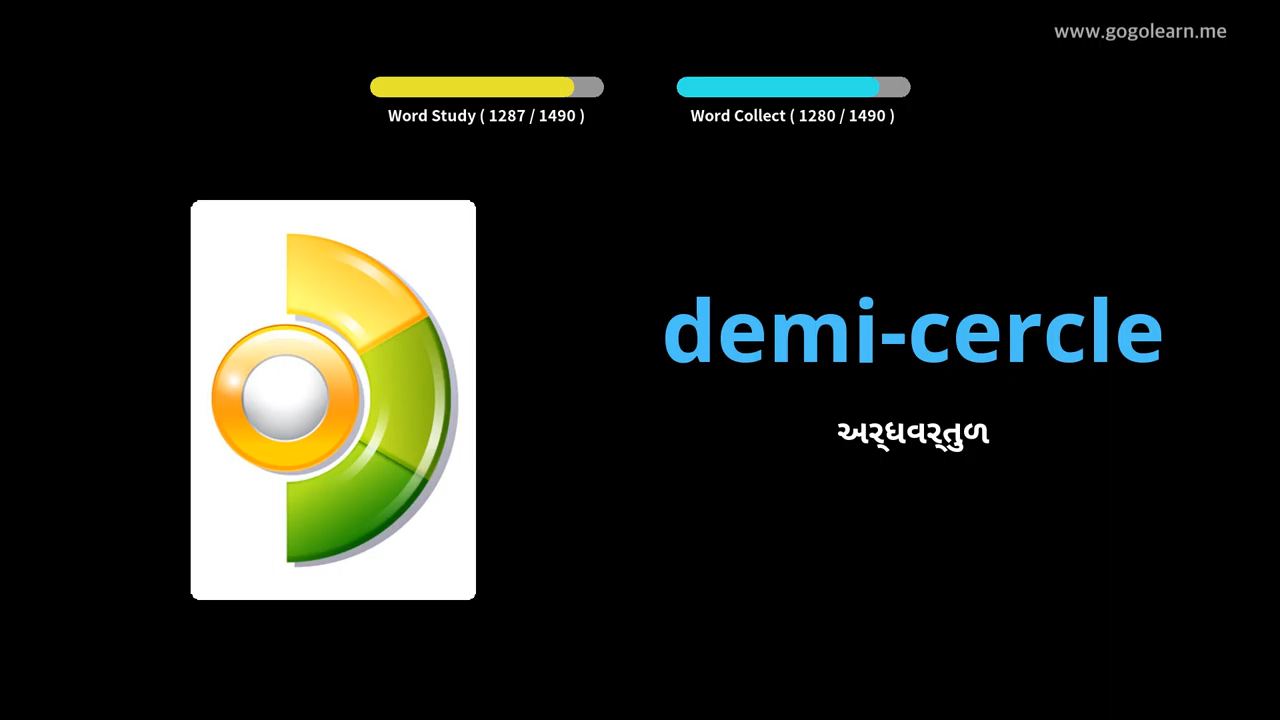 www.gogolearn.me
Word Study ( 1287 / 1490 )
Word Collect ( 1280 / 1490 )
demi-cercle
અર્ધવર્તુળ